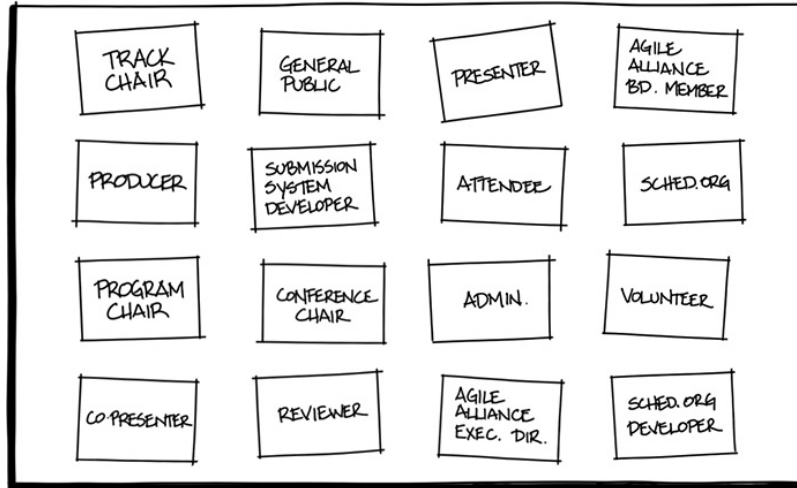 TRACK
CHAIR
GENERAL
PUBLIC
PRESENTER
AGILE
ALLIANCE
BD. MEMBER
PRODUCER
SUBMISSION
SYSTEM
DEVELOPER
ATTENDEE
SCHED.ORG
PROGRAM
CHAIR
CONFERENCE
CHAIR
ADMIN.
VOLUNTEER
CO-PRESENTER
REVIEWER
AGILE
ALLIANCE
EXEC. DIR.
SCHED.ORG
DEVELOPER